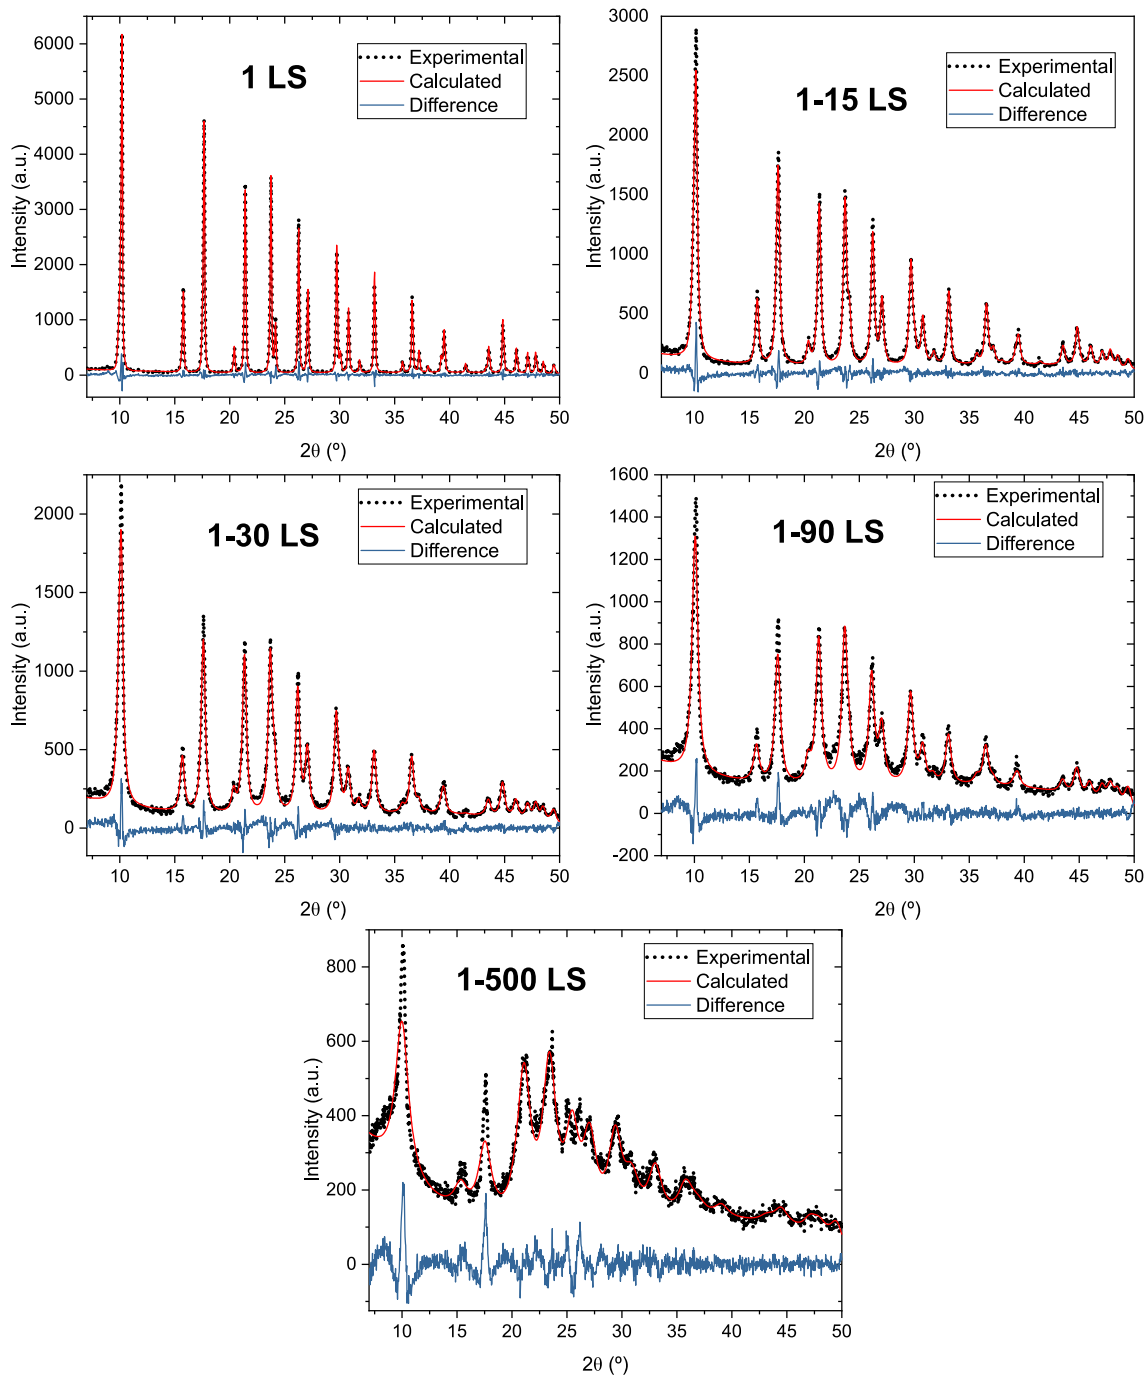 1 LS
Experimental
Calculated
Difference
Intensity (a.u.)
6000
5000
4000
3000
2000
1000
0
10 15 20 25 30 35 40 45 50
2θ (º)
1-15 LS
Experimental
Calculated
Difference
Intensity (a.u.)
3000
2500
2000
1500
1000
500
0
10 15 20 25 30 35 40 45 50
2θ (º)
1-30 LS
Experimental
Calculated
Difference
Intensity (a.u.)
2000
1500
1000
500
0
10 15 20 25 30 35 40 45 50
2θ (º)
1-90 LS
Experimental
Calculated
Difference
Intensity (a.u.)
1600
1400
1200
1000
800
600
400
200
0
-200
10 15 20 25 30 35 40 45 50
2θ (º)
1-500 LS
Experimental
Calculated
Difference
Intensity (a.u.)
800
600
400
200
0
10 15 20 25 30 35 40 45 50
2θ (º)